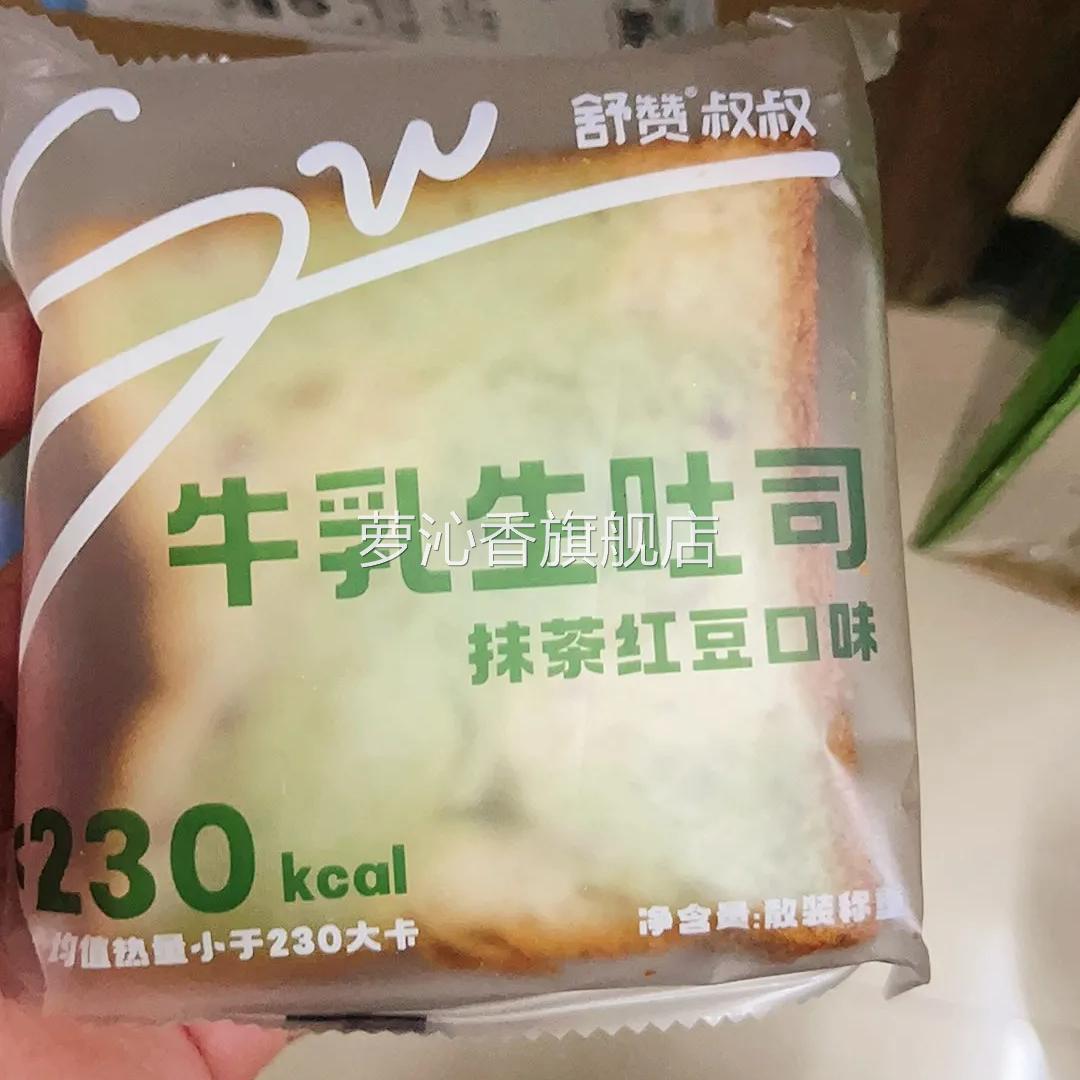 舒赞®叔叔
牛乳生吐司
萝沁香旗舰店
抹茶红豆口味
<230 kcal
均值热量小于230大卡
净含量:散装称重